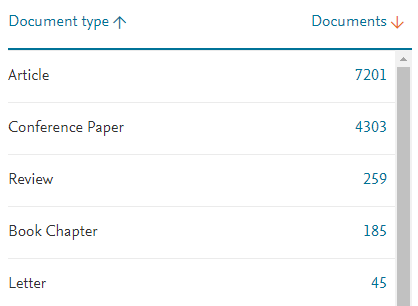 Document type ↑ Documents ↓
Article 7201
Conference Paper 4303
Review 259
Book Chapter 185
Letter 45